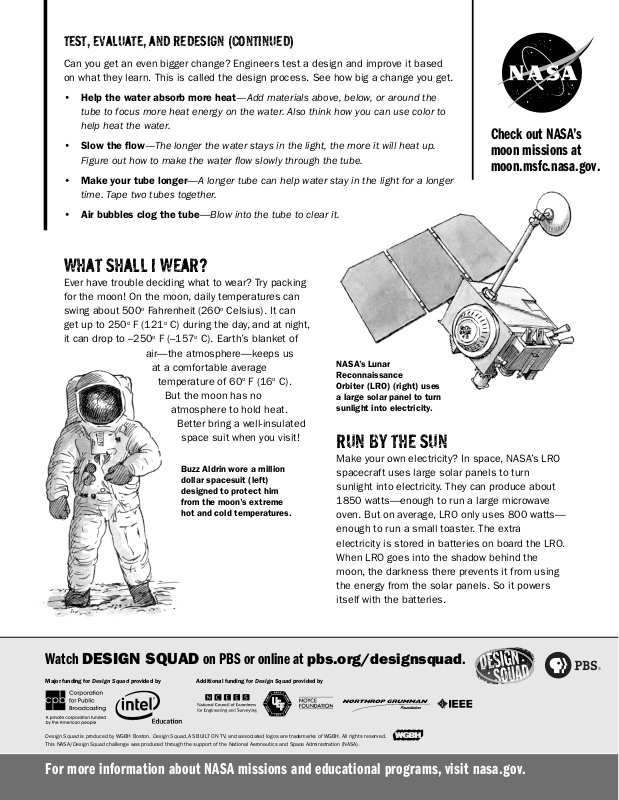 TEST, EVALUATE, AND REDESIGN (CONTINUED)
Can you get an even bigger change? Engineers test a design and improve it based
on what they learn. This is called the design process. See how big a change you get.
• Help the water absorb more heat—Add materials above, below, or around the
tube to focus more heat energy on the water. Also think how you can use color to
help heat the water.
• Slow the flow—The longer the water stays in the light, the more it will heat up.
Figure out how to make the water flow slowly through the tube.
• Make your tube longer—A longer tube can help water stay in the light for a longer
time. Tape two tubes together.
• Air bubbles clog the tube—Blow into the tube to clear it.
NASA
Check out NASA's
moon missions at
moon.msfc.nasa.gov.
WHAT SHALL I WEAR?
Ever have trouble deciding what to wear? Try packing
for the moon! On the moon, daily temperatures can
swing about 500° Fahrenheit (260° Celsius). It can
get up to 250° F (121° C) during the day, and at night,
it can drop to –250° F (–157° C). Earth's blanket of
air—the atmosphere—keeps us
at a comfortable average
temperature of 60° F (16° C).
But the moon has no
atmosphere to hold heat.
Better bring a well-insulated
space suit when you visit!
Buzz Aldrin wore a million
dollar spacesuit (left)
designed to protect him
from the moon's extreme
hot and cold temperatures.
NASA's Lunar
Reconnaissance
Orbiter (LRO) (right) uses
a large solar panel to turn
sunlight into electricity.
RUN BY THE SUN
Make your own electricity? In space, NASA's LRO
spacecraft uses large solar panels to turn
sunlight into electricity. They can produce about
1850 watts—enough to run a large microwave
oven. But on average, LRO only uses 800 watts—
enough to run a small toaster. The extra
electricity is stored in batteries on board the LRO.
When LRO goes into the shadow behind the
moon, the darkness there prevents it from using
the energy from the solar panels. So it powers
itself with the batteries.
Watch DESIGN SQUAD on PBS or online at pbs.org/designsquad.
DESIGN
SQUAD
PBS®
Major funding for Design Squad provided by
Additional funding for Design Squad provided by
cpb
Corporation
for Public
Broadcasting
A private corporation funded
by the American people
intel
Education
NCEES
National Council of Examiners
for Engineering and Surveying
UL
NOYCE
FOUNDATION
NORTHROP GRUMMAN
Foundation
IEEE
Design Squad is produced by WGBH Boston. Design Squad, AS BUILT ON TV, and associated logos are trademarks of WGBH. All rights reserved.
This NASA/Design Squad challenge was produced through the support of the National Aeronautics and Space Administration (NASA).
WGBH
For more information about NASA missions and educational programs, visit nasa.gov.